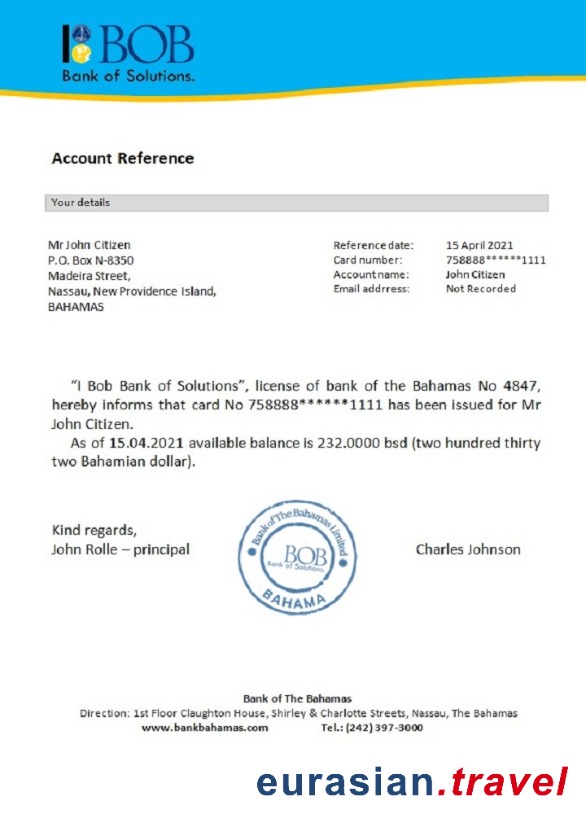 BOB
Bank of Solutions.
Account Reference
Your details
Mr John Citizen
P.O. Box N-8350
Madeira Street,
Nassau, New Providence Island,
BAHAMAS
Reference date: 15 April 2021
Card number: 758888******1111
Account name: John Citizen
Email addrress: Not Recorded
"I Bob Bank of Solutions", license of bank of the Bahamas No 4847,
hereby informs that card No 758888******1111 has been issued for Mr
John Citizen.
As of 15.04.2021 available balance is 232.0000 bsd (two hundred thirty
two Bahamian dollar).
Kind regards,
John Rolle – principal
Bank of The Bahamas Limited
BOB
Bank of Solutions.
BAHAMA
Charles Johnson
Bank of The Bahamas
Direction: 1st Floor Claughton House, Shirley & Charlotte Streets, Nassau, The Bahamas
www.bankbahamas.com Tel.: (242) 397-3000
eurasian.travel